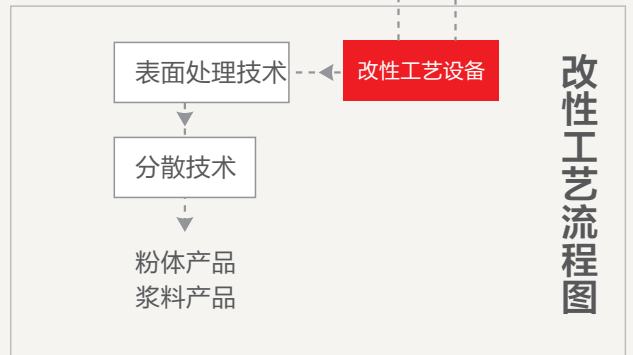 表面处理技术
改性工艺设备
分散技术
粉体产品
浆料产品
改性工艺流程图